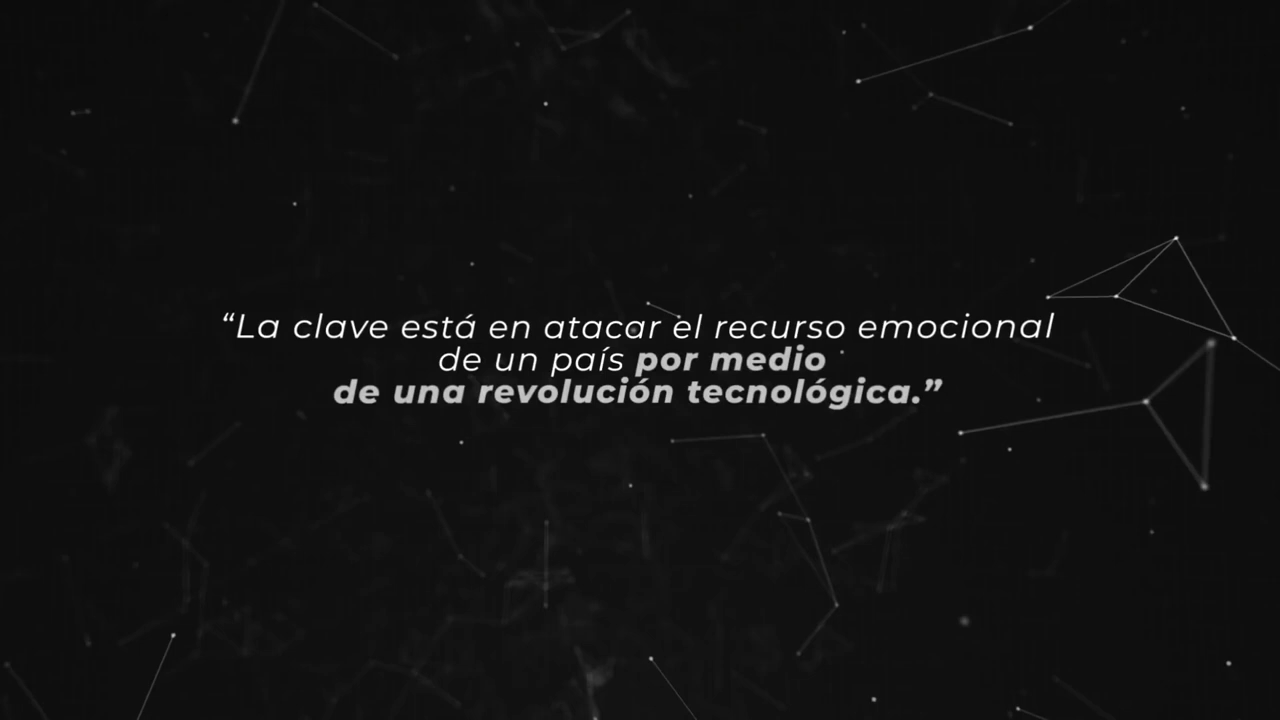 “La clave está en atacar el recurso emocional
de un país por medio
de una revolución tecnológica.”